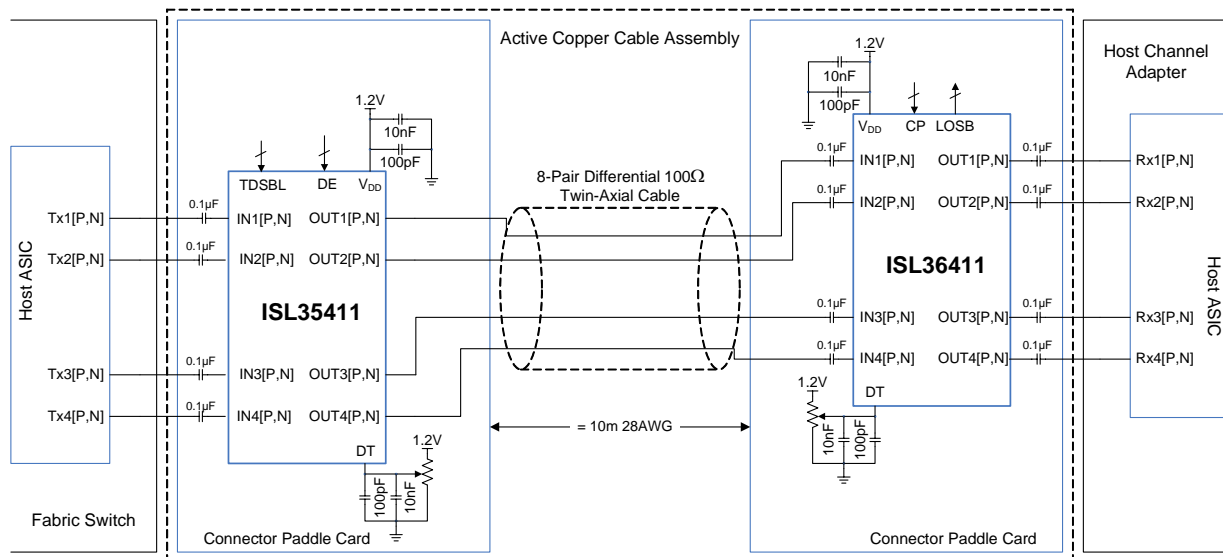 Active Copper Cable Assembly
Host Channel
Adapter
1.2V
10nF
100pF
V_DD
CP
LOSB
1.2V
10nF
100pF
TDSBL
DE
V_DD
8-Pair Differential 100Ω
Twin-Axial Cable
Host ASIC
Tx1[P,N]
0.1µF
IN1[P,N]
OUT1[P,N]
Tx2[P,N]
0.1µF
IN2[P,N]
OUT2[P,N]
ISL35411
Tx3[P,N]
0.1µF
IN3[P,N]
OUT3[P,N]
Tx4[P,N]
0.1µF
IN4[P,N]
OUT4[P,N]
DT
1.2V
100pF
10nF
0.1µF
IN1[P,N]
OUT1[P,N]
0.1µF
Rx1[P,N]
0.1µF
IN2[P,N]
OUT2[P,N]
0.1µF
Rx2[P,N]
ISL36411
Host ASIC
0.1µF
IN3[P,N]
OUT3[P,N]
0.1µF
Rx3[P,N]
0.1µF
IN4[P,N]
OUT4[P,N]
0.1µF
Rx4[P,N]
DT
1.2V
10nF
100pF
= 10m 28AWG
Fabric Switch
Connector Paddle Card
Connector Paddle Card